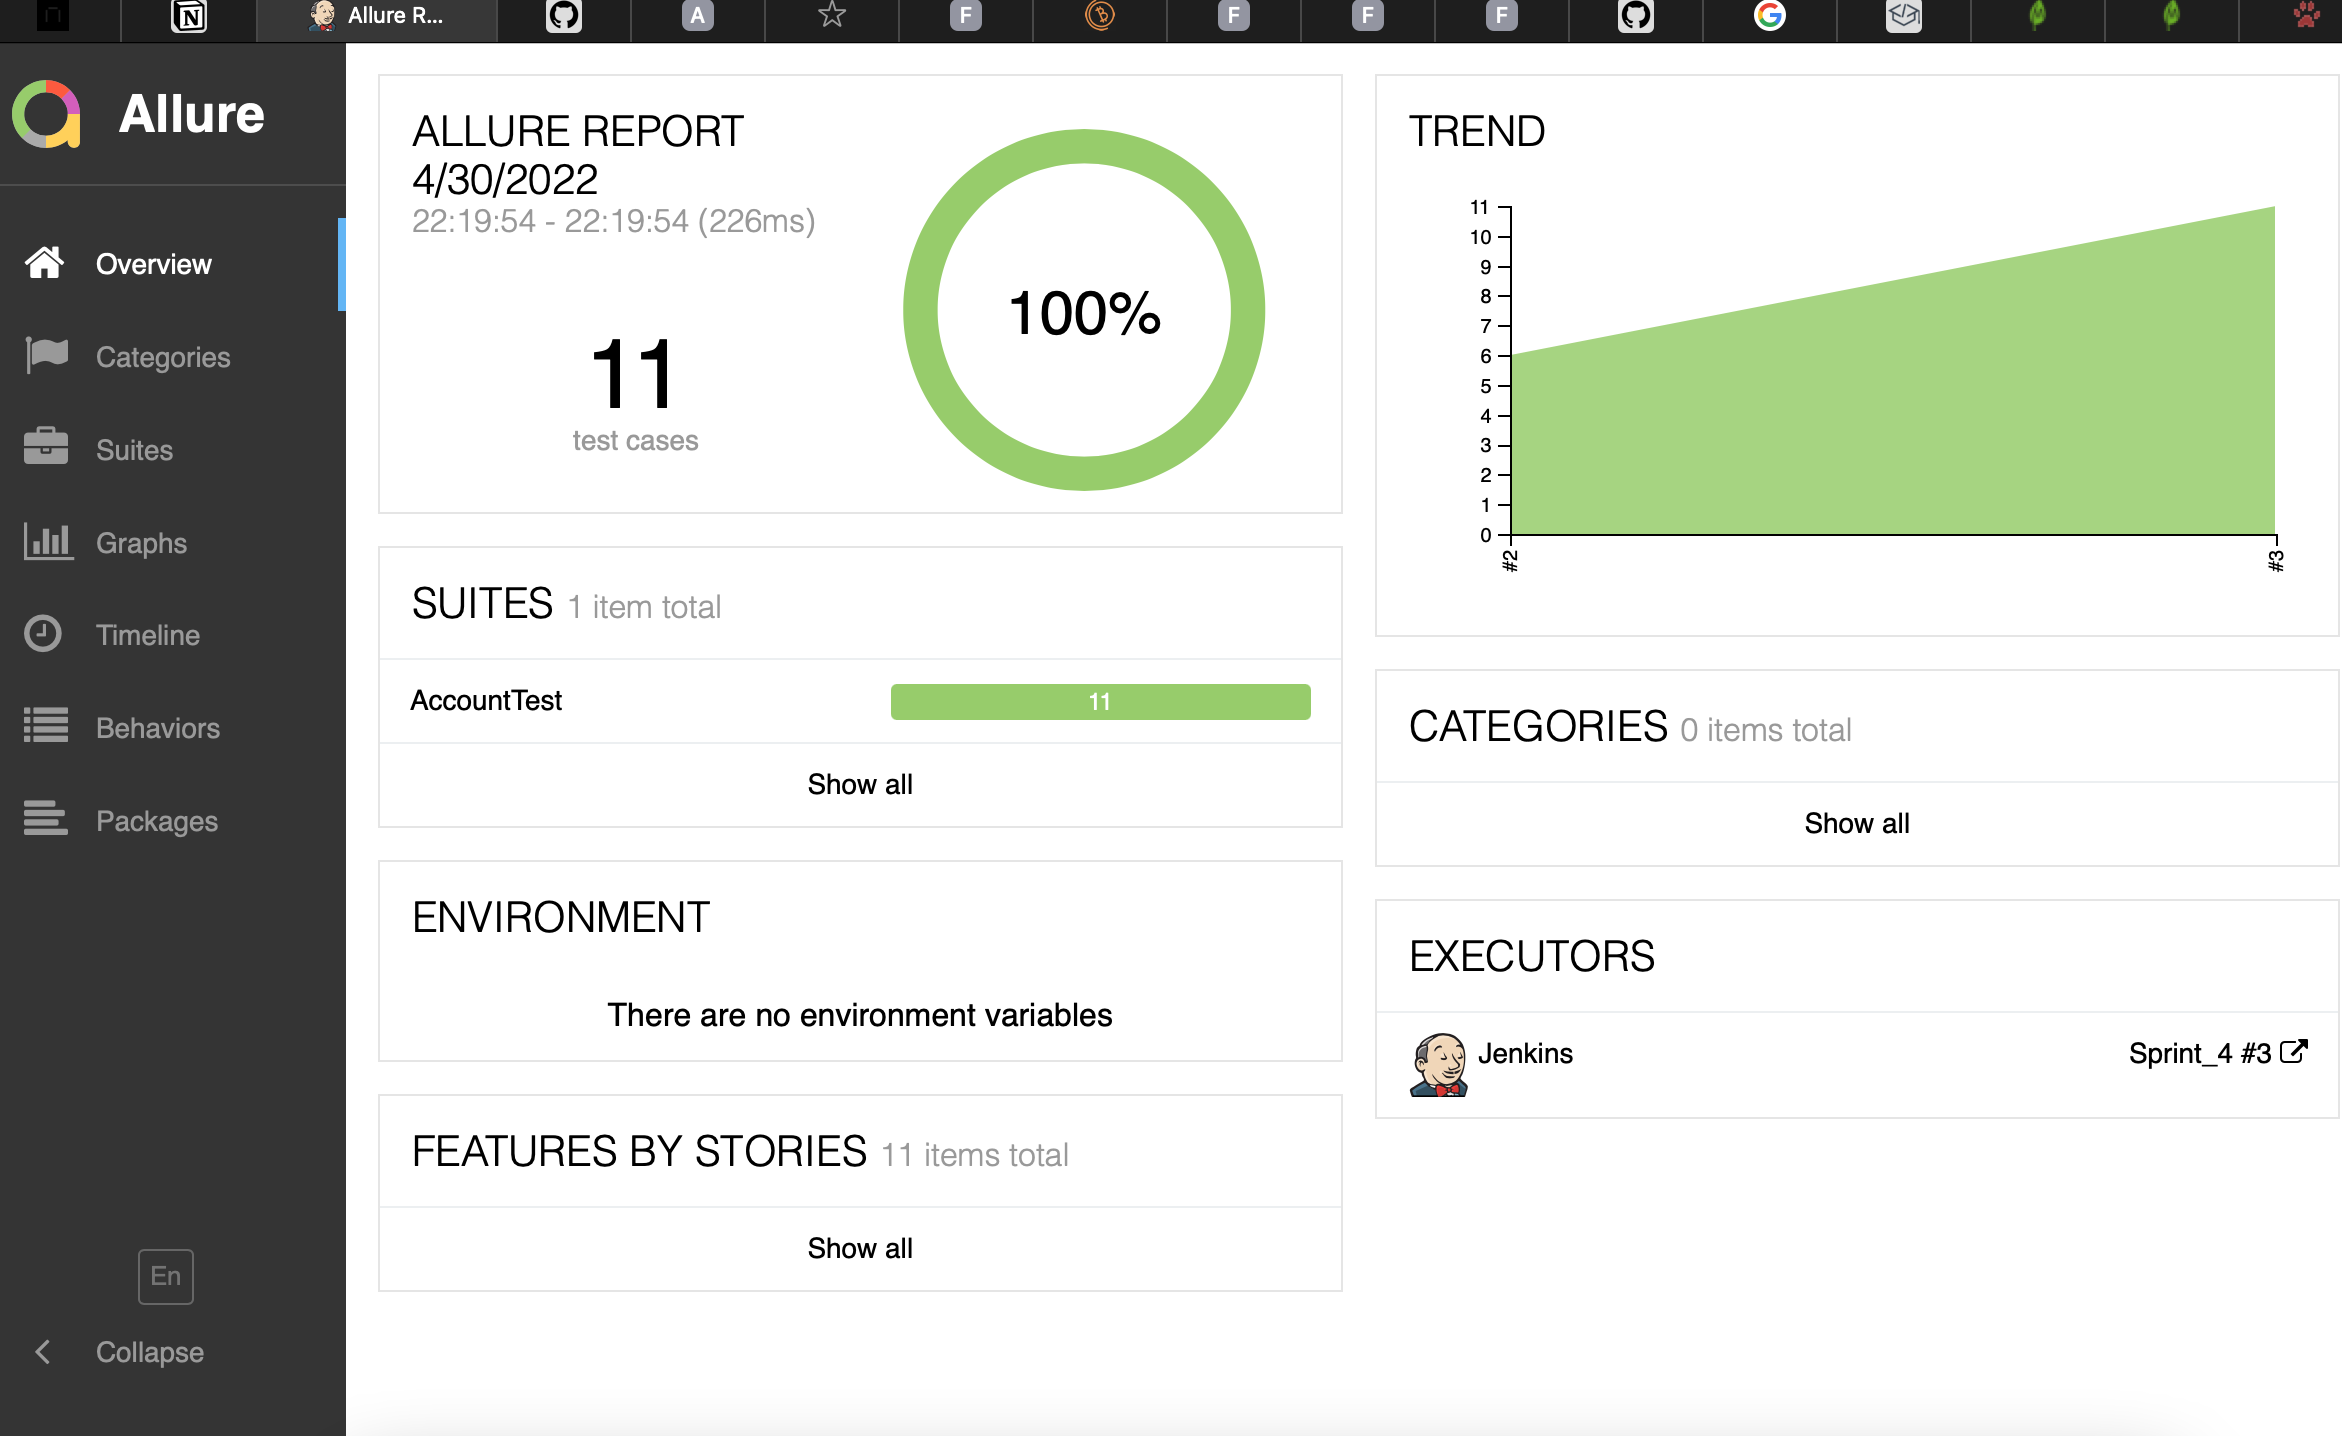 Allure R...
A
F
F
F
F
Allure
Overview
Categories
Suites
Graphs
Timeline
Behaviors
Packages
En
Collapse
ALLURE REPORT
4/30/2022
22:19:54 - 22:19:54 (226ms)
11
test cases
100%
SUITES 1 item total
AccountTest 11
Show all
ENVIRONMENT
There are no environment variables
FEATURES BY STORIES 11 items total
Show all
TREND
11
10
9
8
7
6
5
4
3
2
1
0
#2
#3
CATEGORIES 0 items total
Show all
EXECUTORS
Jenkins Sprint_4 #3